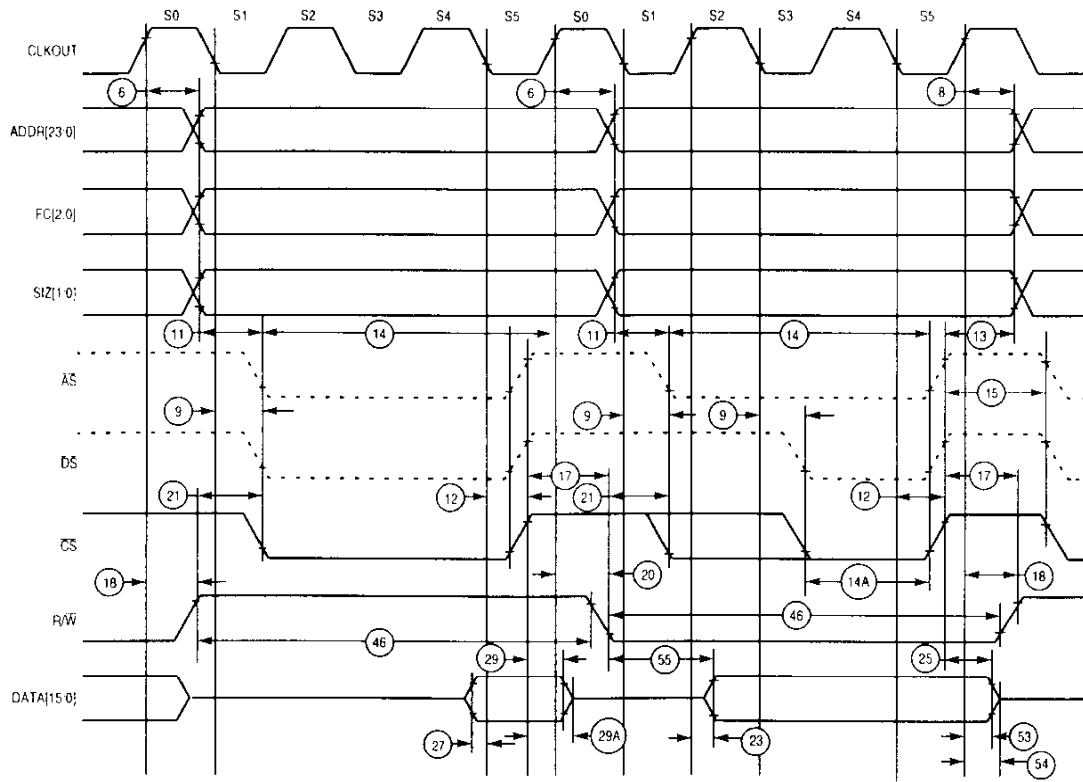 S0 S1 S2 S3 S4 S5 S0 S1 S2 S3 S4 S5
CLKOUT
6 6 8
ADDR[23:0]
FC[2:0]
SIZ[1:0]
11 14 11 14 13
AS
15
9 9 9
DS
17 17
21 12 21 12
CS
18 20 14A 18
R/W
46 46
29 55 25
DATA[15:0]
27 29A 23 53
54